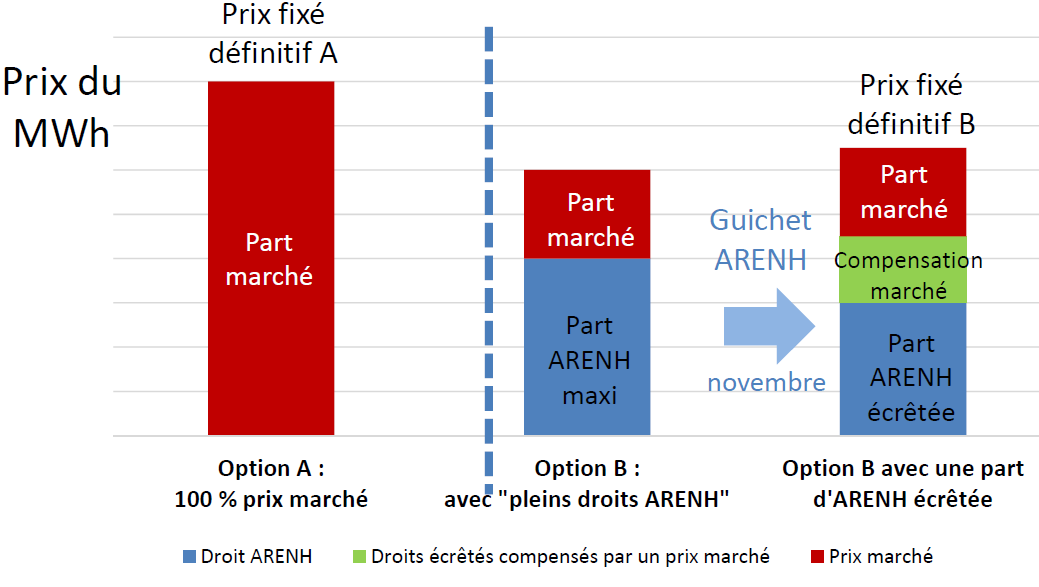 Prix du
MWh
Prix fixé
définitif A
Part
marché
Part
marché
Part
ARENH
maxi
Guichet
ARENH
novembre
Prix fixé
définitif B
Part
marché
Compensation
marché
Part
ARENH
écrêtée
Option A :
100 % prix marché
Option B :
avec "pleins droits ARENH"
Option B avec une part
d'ARENH écrêtée
Droit ARENH
Droits écrêtés compensés par un prix marché
Prix marché